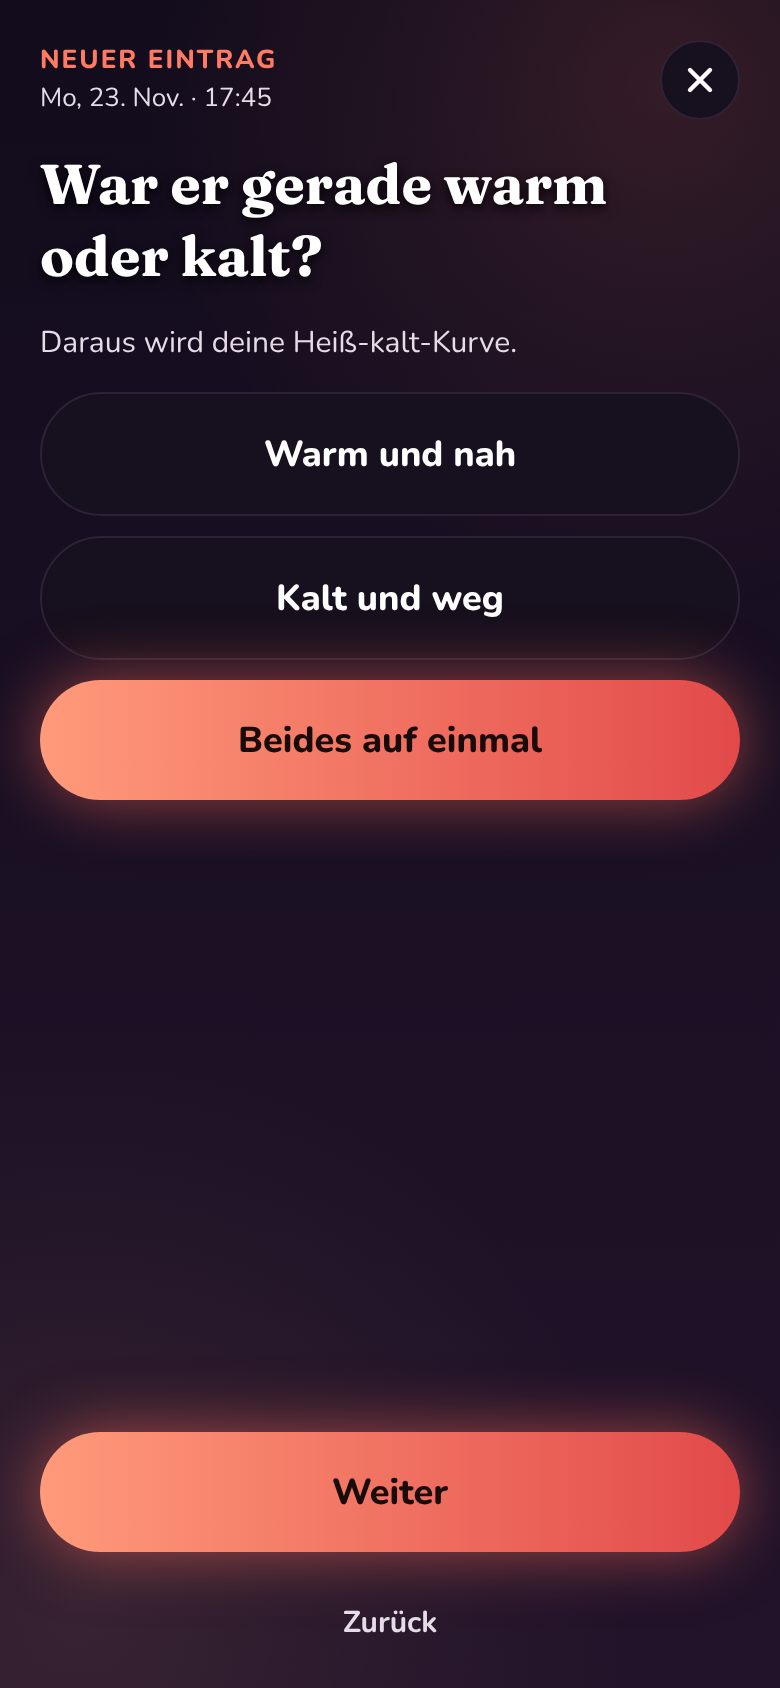 NEUER EINTRAG
Mo, 23. Nov. · 17:45
War er gerade warm
oder kalt?
Daraus wird deine Heiß-kalt-Kurve.
Warm und nah
Kalt und weg
Beides auf einmal
Weiter
Zurück